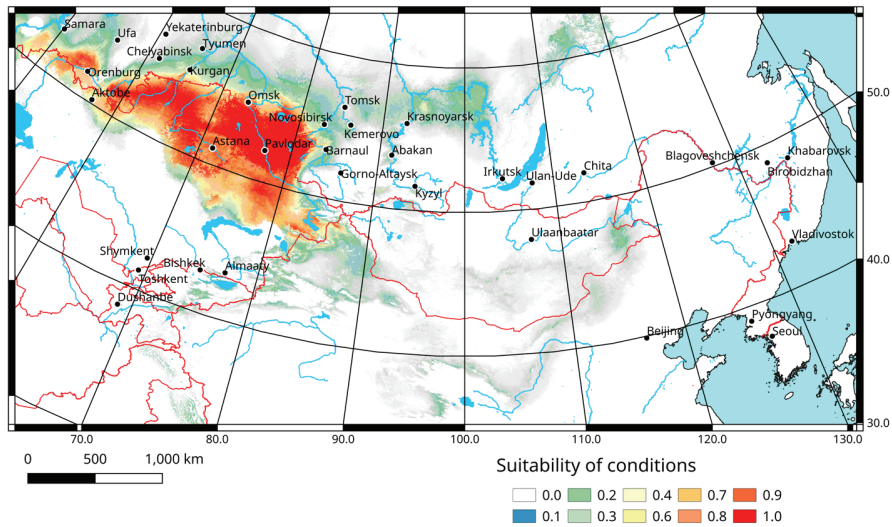 Samara
Yekaterinburg
Ufa
Tyumen
Chelyabinsk
Orenburg
Kurgan
Aktobe
Omsk
Tomsk
50.0
Novosibirsk
Krasnoyarsk
Kemerovo
Astana
Pavlodar
Barnaul
Abakan
Blagoveshchensk
Khabarovsk
Gorno-Altaysk
Irkutsk
Ulan-Ude
Chita
Birobidzhan
Kyzyl
Ulaanbaatar
Vladivostok
Shymkent
Bishkek
Almaaty
40.0
Toshkent
Dushanbe
Pyongyang
Beijing
Seoul
30.0
70.0 80.0 90.0 100.0 110.0 120.0 130.0
0 500 1,000 km
Suitability of conditions
0.0 0.2 0.4 0.7 0.9
0.1 0.3 0.6 0.8 1.0